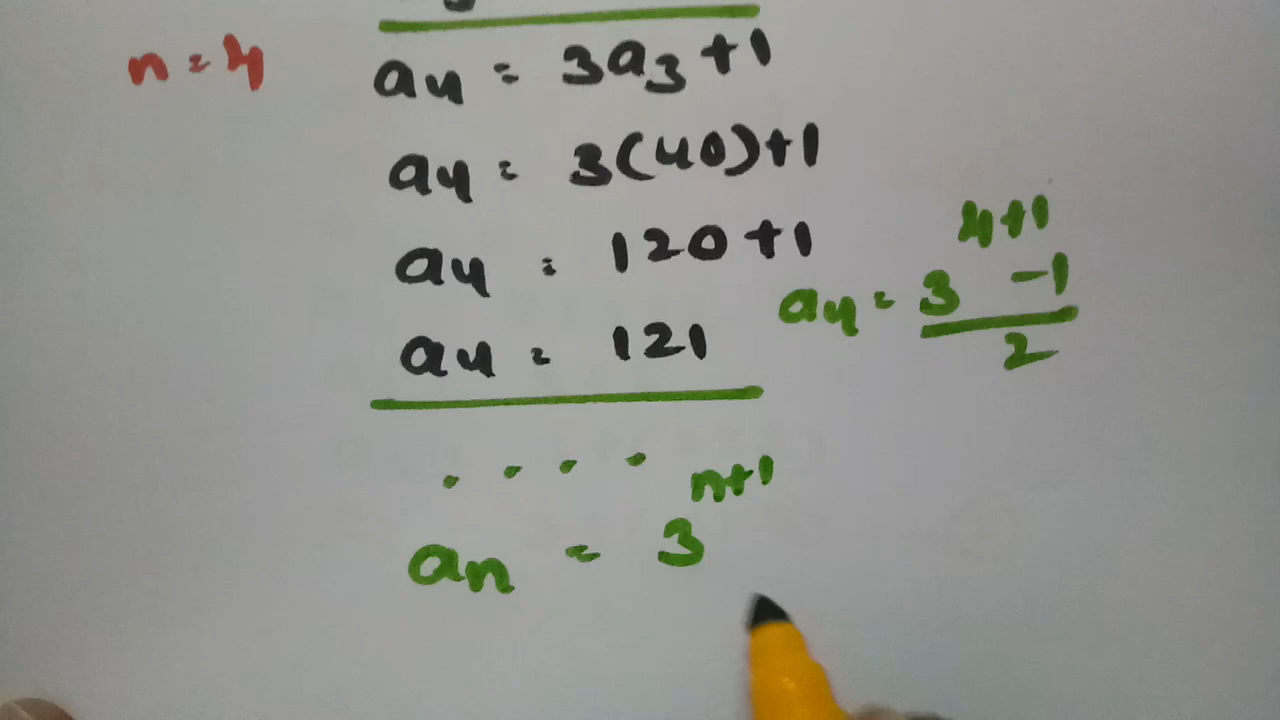 n = 4
a4 = 3a3 + 1
a4 = 3(40) + 1
a4 = 120 + 1
a4 = 121
a4 = 3^4+1 - 1
2
. . . .
an = 3^n+1